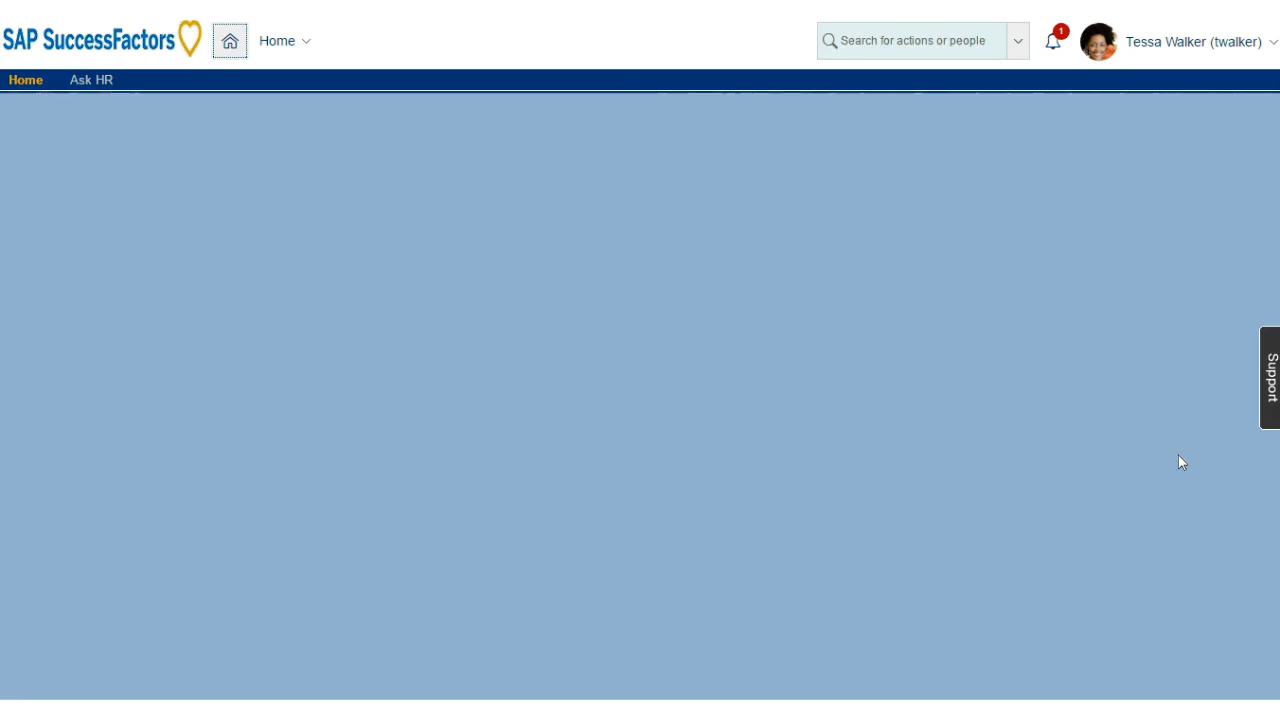 SAP SuccessFactors
Home
Search for actions or people
1
Tessa Walker (twalker)
Home
Ask HR
Support